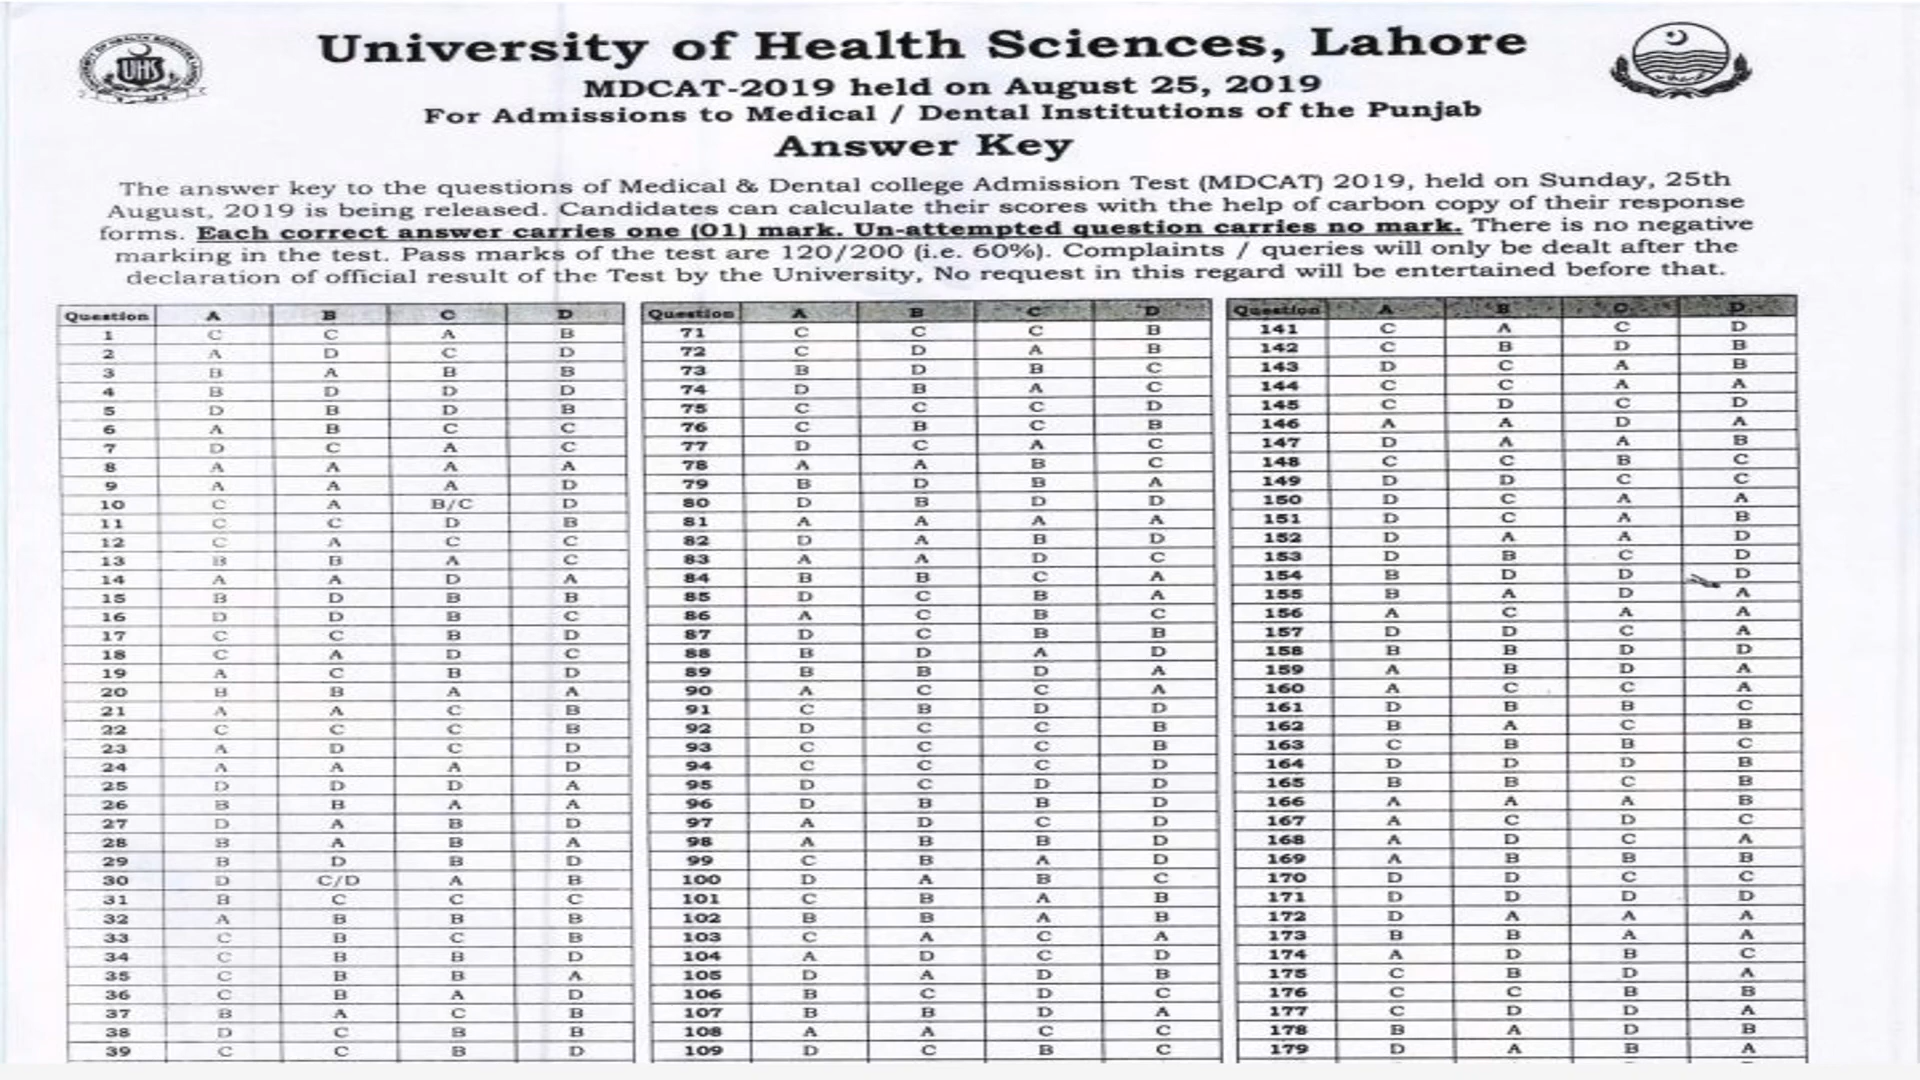 University of Health Sciences, Lahore
MDCAT-2019 held on August 25, 2019
For Admissions to Medical / Dental Institutions of the Punjab
Answer Key
UHS
The answer key to the questions of Medical & Dental college Admission Test (MDCAT) 2019, held on Sunday, 25th
August, 2019 is being released. Candidates can calculate their scores with the help of carbon copy of their response
forms. Each correct answer carries one (01) mark. Un-attempted question carries no mark. There is no negative
marking in the test. Pass marks of the test are 120/200 (i.e. 60%). Complaints / queries will only be dealt after the
declaration of official result of the Test by the University, No request in this regard will be entertained before that.
Question A B C D Question A B C D Question A B C D
1 C C A B 71 C C C B 141 C A C D
2 A D C D 72 C D A B 142 C B D B
3 B A B B 73 B D B C 143 D C A B
4 B D D D 74 D B A C 144 C C A A
5 D B D B 75 C C C D 145 C D C D
6 A B C C 76 C B C B 146 A A D A
7 D C A C 77 D C A C 147 D A A B
8 A A A A 78 A A B C 148 C C B C
9 A A A D 79 B D B A 149 D D C C
10 C A B/C D 80 D B D D 150 D C A A
11 C C D B 81 A A A A 151 D C A B
12 C A C C 82 D A B D 152 D A A D
13 B B A C 83 A A D C 153 D B C D
14 A A D A 84 B B C A 154 B D D D
15 B D B B 85 D C B A 155 B A D A
16 D D B C 86 A C B C 156 A C A A
17 C C B D 87 D C B B 157 D D C A
18 C A D C 88 B D A D 158 B B D D
19 A C B D 89 B B D A 159 A B D A
20 B B A A 90 A C C A 160 A C C A
21 A A C B 91 C B D D 161 D B B C
22 C C C B 92 D C C B 162 B A C B
23 A D C D 93 C C C B 163 C B B C
24 A A A D 94 C C C D 164 D D D B
25 D D D A 95 D C D D 165 B B C B
26 B B A A 96 D B B D 166 A A A B
27 D A B D 97 A D C D 167 A C D C
28 B A B A 98 A B B D 168 A D C A
29 B D B D 99 C B A D 169 A B B B
30 D C/D A B 100 D A B C 170 D D C C
31 B C C C 101 C B A B 171 D D D D
32 A B B B 102 B B A B 172 D A A A
33 C B C B 103 C A C A 173 B B A A
34 C B B D 104 A D C D 174 A D B C
35 C B B A 105 D A D B 175 C B D A
36 C B A D 106 B C D C 176 C C B B
37 B A C B 107 B B D A 177 C D D A
38 D C B B 108 A A C C 178 B A D B
39 C C B D 109 D C B C 179 D A B A